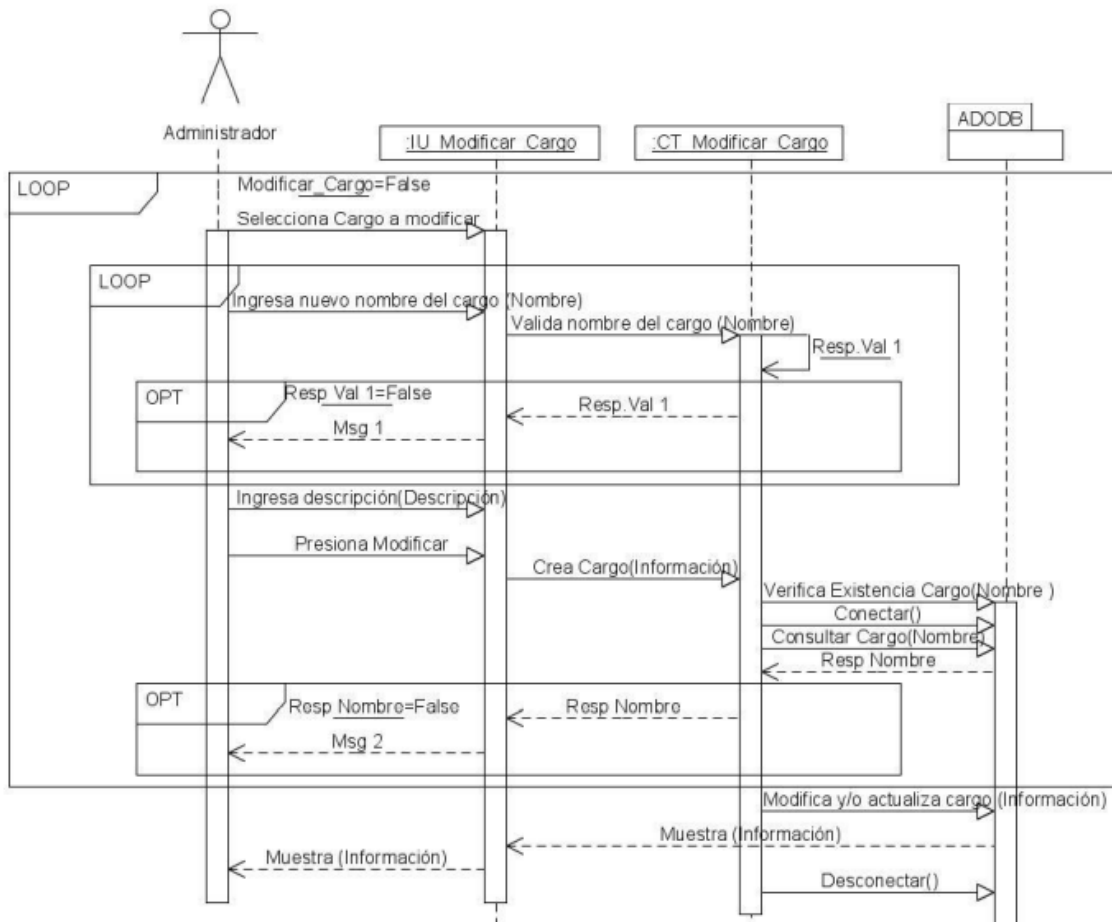 ADODB
Administrador
:IU_Modificar_Cargo
:CT_Modificar_Cargo
LOOP
Modificar_Cargo=False
Selecciona Cargo a modificar
LOOP
Ingresa nuevo nombre del cargo (Nombre)
Valida nombre del cargo (Nombre)
Resp.Val 1
OPT
Resp Val 1=False
Resp.Val 1
Msg 1
Ingresa descripción(Descripción)
Presiona Modificar
Crea Cargo(Información)
Verifica Existencia Cargo(Nombre )
Conectar()
Consultar Cargo(Nombre)
Resp Nombre
OPT
Resp Nombre=False
Resp Nombre
Msg 2
Modifica y/o actualiza cargo (Información)
Muestra (Información)
Muestra (Información)
Desconectar()